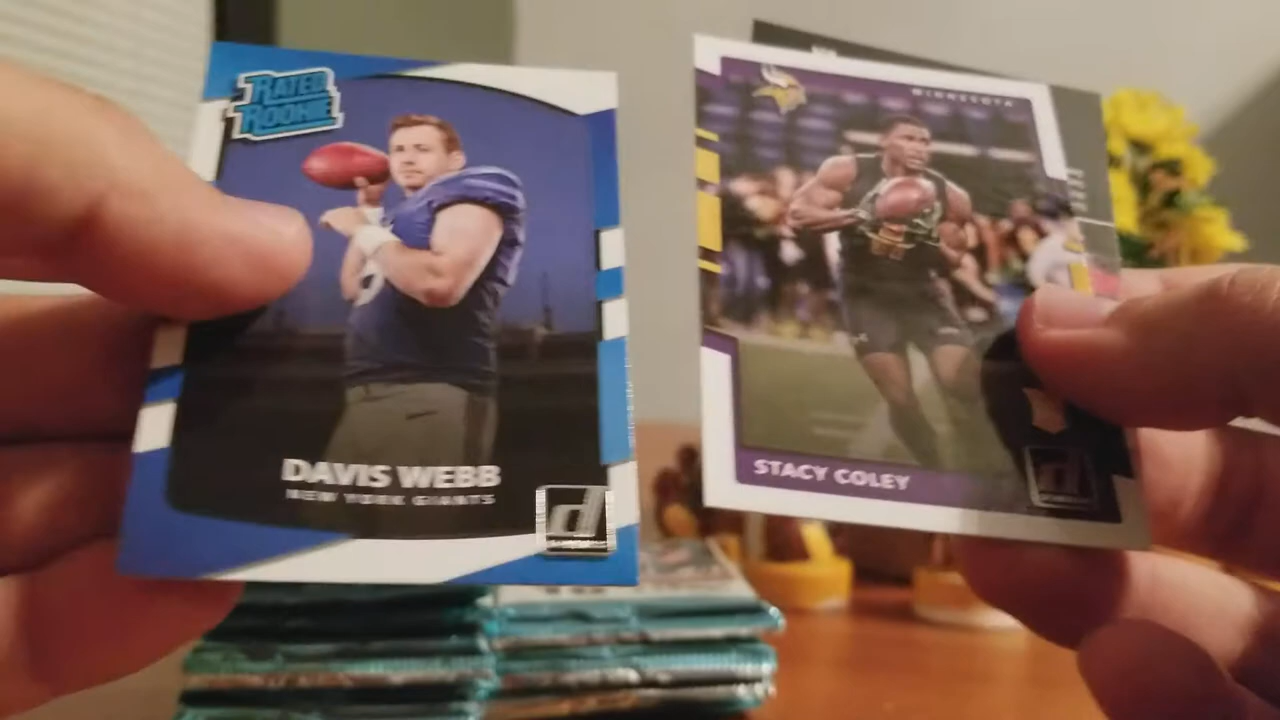 RATED
ROOKIE
DAVIS WEBB
NEW YORK GIANTS
d
MINNESOTA
STACY COLEY